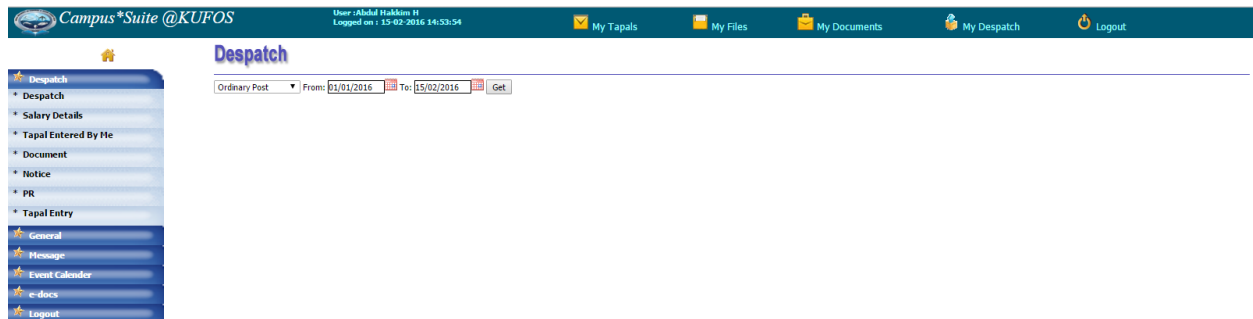 Campus*Suite @KUFOS
User :Abdul Hakkim H
Logged on : 15-02-2016 14:53:54
My Tapals
My Files
My Documents
My Despatch
Logout
Despatch
Despatch
* Despatch
* Salary Details
* Tapal Entered By Me
* Document
* Notice
* PR
* Tapal Entry
General
Message
Event Calender
e-docs
Logout
Ordinary Post From: 01/01/2016 To: 15/02/2016 Get